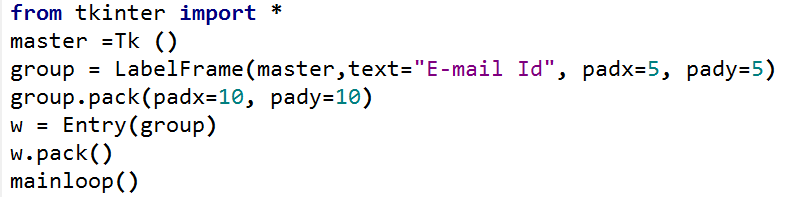 from tkinter import *
master =Tk ()
group = LabelFrame(master,text="E-mail Id", padx=5, pady=5)
group.pack(padx=10, pady=10)
w = Entry(group)
w.pack()
mainloop()